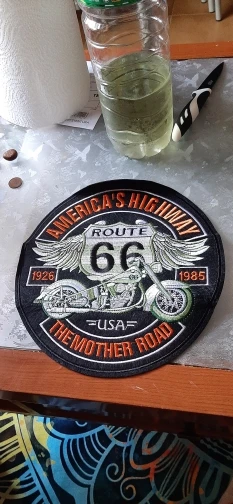 AMERICA'S HIGHWAY
ROUTE
66
1926
1985
USA
THE MOTHER ROAD